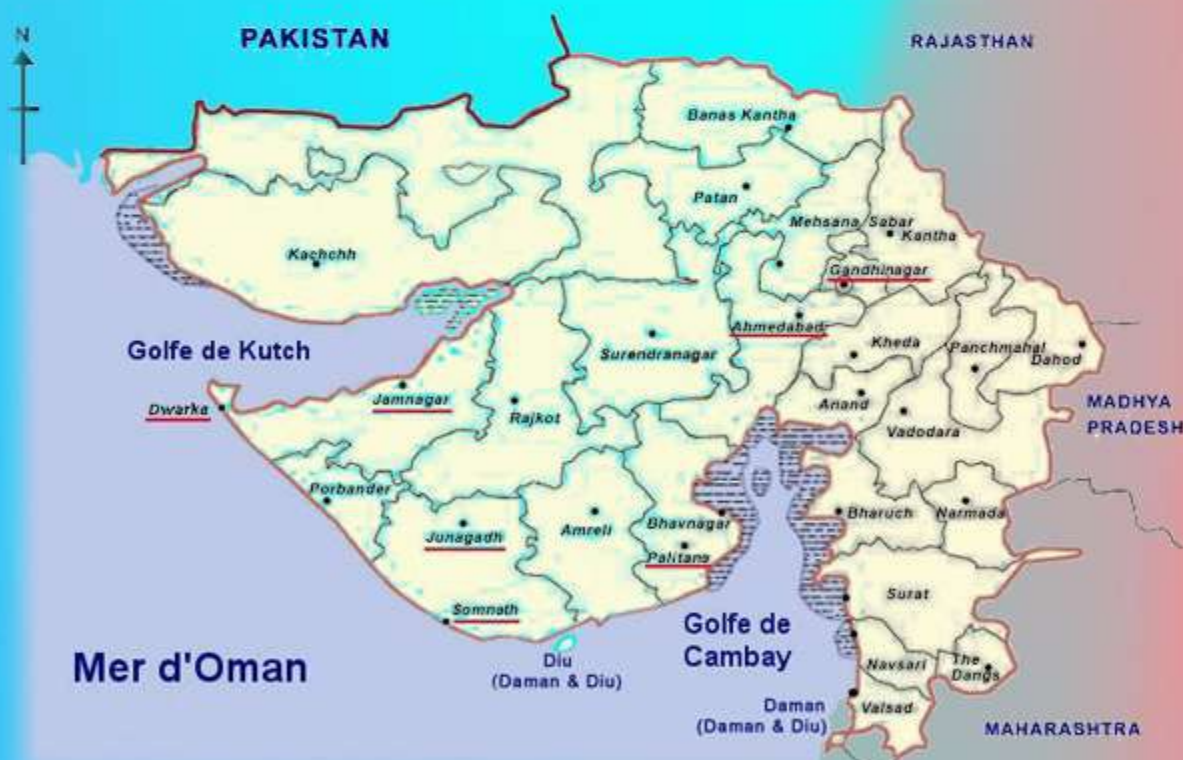 N
PAKISTAN
RAJASTHAN
Banas Kantha
Patan
Mehsana Sabar
Kantha
Kachchh
Gandhinagar
Ahmedabad
Surendranagar
Kheda
Panchmahal
Dahod
Golfe de Kutch
Dwarka
Jamnagar
Rajkot
Anand
Vadodara
MADHYA
PRADESH
Porbander
Junagadh
Amreli
Bhavnagar
Palitana
Bharuch
Narmada
Somnath
Surat
Golfe de
Cambay
Mer d'Oman
Diu
(Daman & Diu)
Navsari
The
Dangs
Daman
(Daman & Diu)
Valsad
MAHARASHTRA